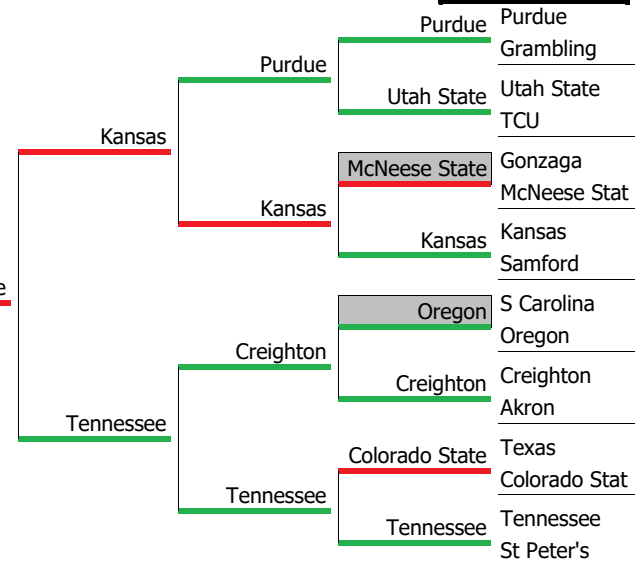 Purdue
Purdue
Grambling
Purdue
Utah State
Utah State
TCU
Kansas
McNeese State
Gonzaga
McNeese Stat
Kansas
Kansas
Kansas
Samford
e
Oregon
S Carolina
Oregon
Creighton
Creighton
Creighton
Akron
Tennessee
Colorado State
Texas
Colorado Stat
Tennessee
Tennessee
Tennessee
St Peter's